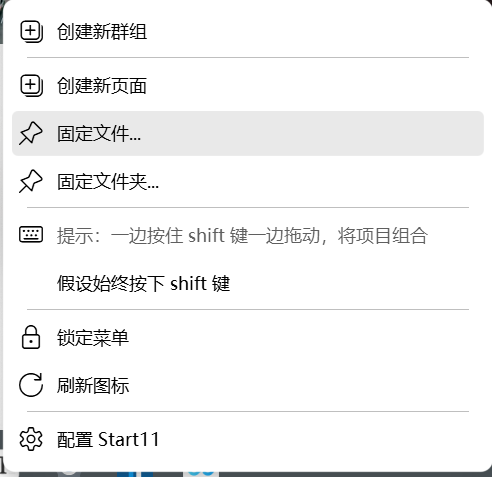 创建新群组
创建新页面
固定文件...
固定文件夹...
提示：一边按住 shift 键一边拖动，将项目组合
假设始终按下 shift 键
锁定菜单
刷新图标
配置 Start11